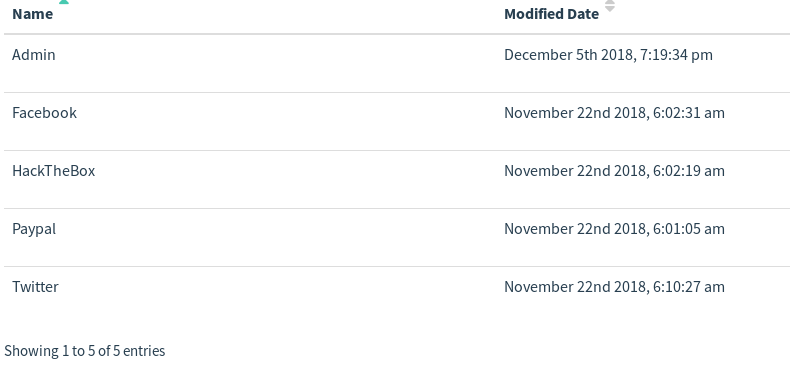 Name Modified Date
Admin December 5th 2018, 7:19:34 pm
Facebook November 22nd 2018, 6:02:31 am
HackTheBox November 22nd 2018, 6:02:19 am
Paypal November 22nd 2018, 6:01:05 am
Twitter November 22nd 2018, 6:10:27 am
Showing 1 to 5 of 5 entries